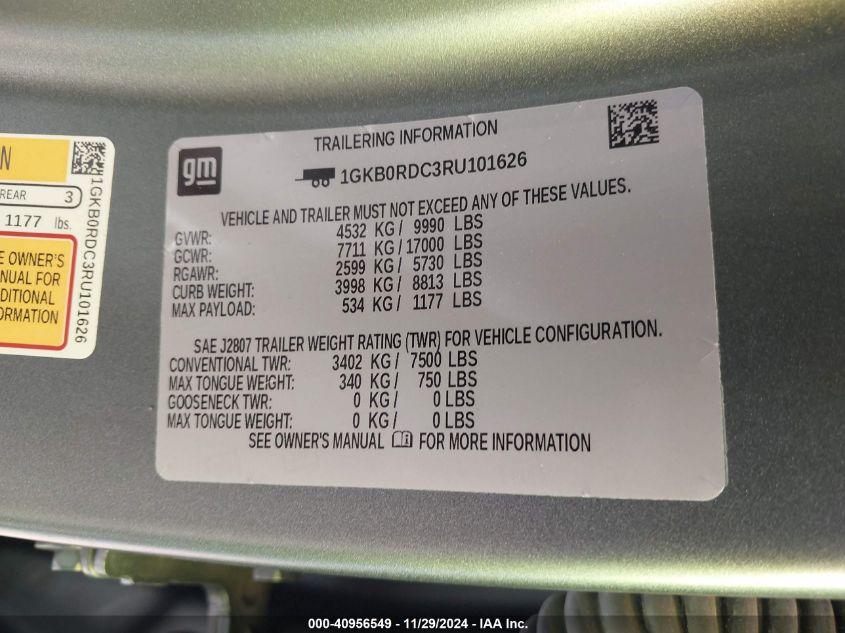 N
REAR 3
1177 lbs.
1GKB0RDC3RU101626
E OWNER'S
ANUAL FOR
DDITIONAL
FORMATION
gm
TRAILERING INFORMATION
1GKB0RDC3RU101626
VEHICLE AND TRAILER MUST NOT EXCEED ANY OF THESE VALUES.
GVWR: 4532 KG/ 9990 LBS
GCWR: 7711 KG/17000 LBS
RGAWR: 2599 KG/ 5730 LBS
CURB WEIGHT: 3998 KG/ 8813 LBS
MAX PAYLOAD: 534 KG/ 1177 LBS
SAE J2807 TRAILER WEIGHT RATING (TWR) FOR VEHICLE CONFIGURATION.
CONVENTIONAL TWR: 3402 KG/ 7500 LBS
MAX TONGUE WEIGHT: 340 KG/ 750 LBS
GOOSENECK TWR: 0 KG/ 0 LBS
MAX TONGUE WEIGHT: 0 KG/ 0 LBS
SEE OWNER'S MANUAL FOR MORE INFORMATION
000-40956549 - 11/29/2024 - IAA Inc.